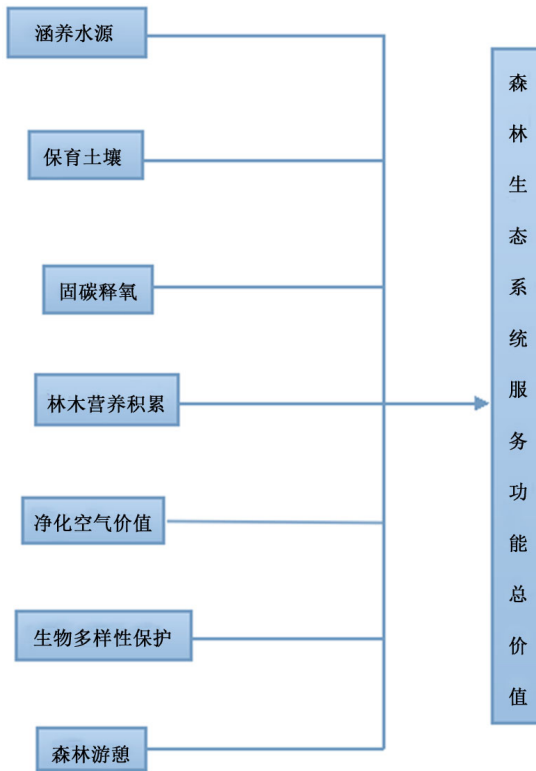 涵养水源
保育土壤
固碳释氧
林木营养积累
净化空气价值
生物多样性保护
森林游憩
森林生态系统服务功能总价值